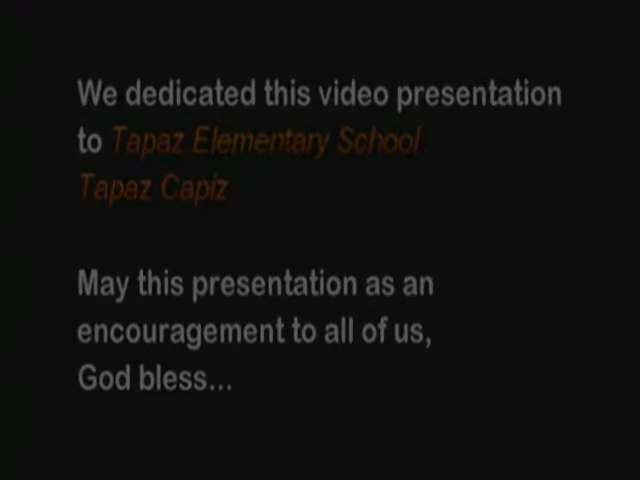 We dedicated this video presentation
to Tapaz Elementary School
Tapaz Capiz
May this presentation as an
encouragement to all of us,
God bless...